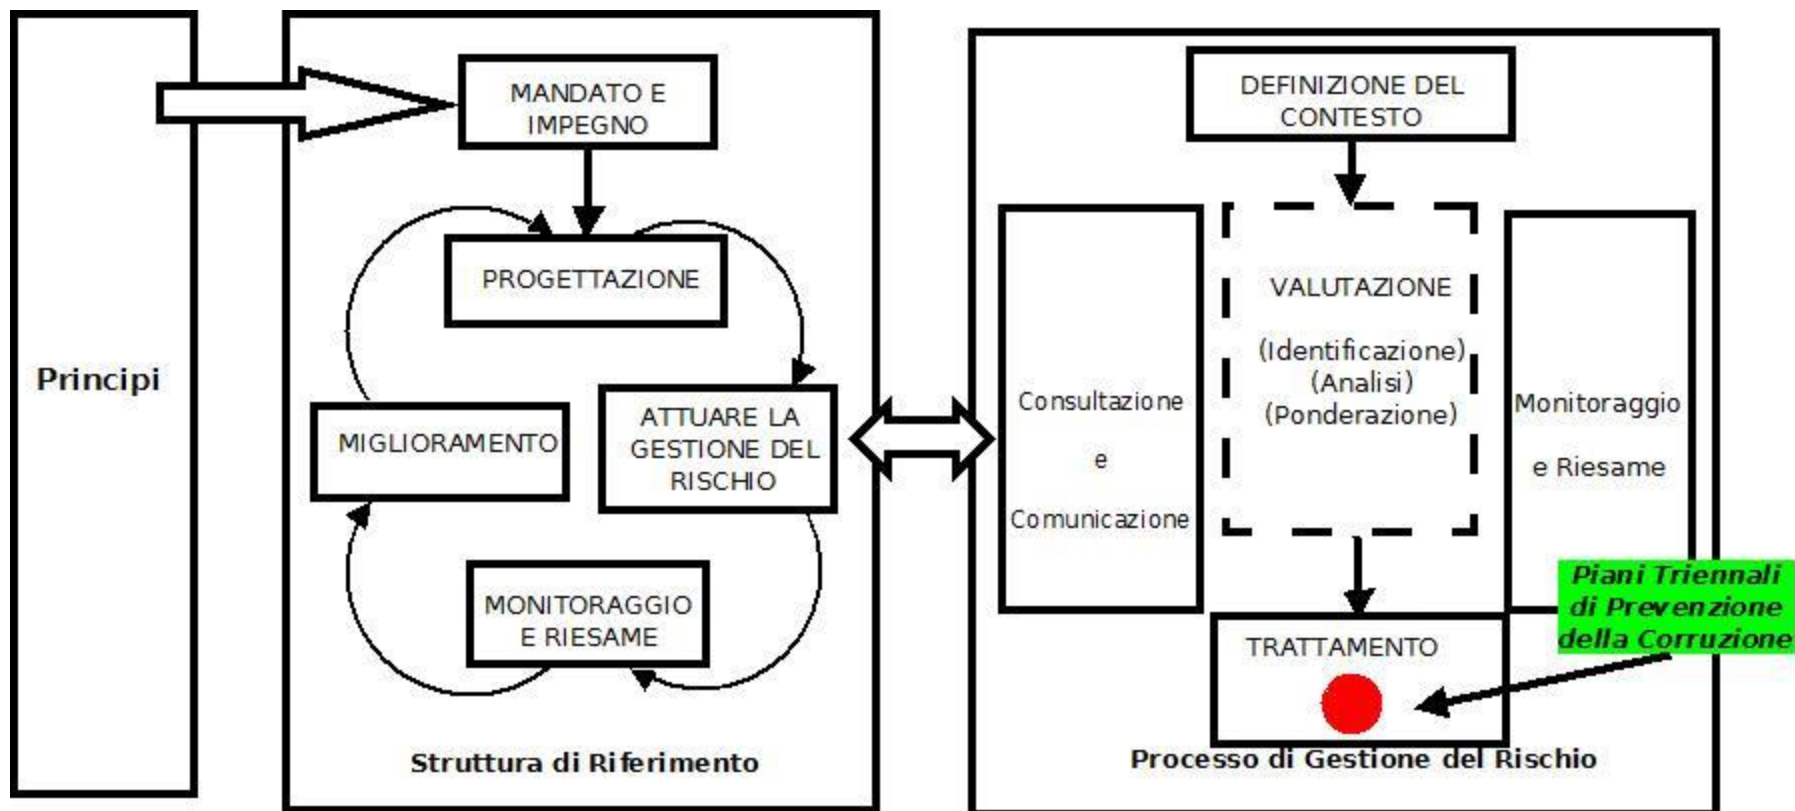 Principi
MANDATO E
IMPEGNO
PROGETTAZIONE
ATTUARE LA
GESTIONE DEL
RISCHIO
MIGLIORAMENTO
MONITORAGGIO
E RIESAME
Struttura di Riferimento
DEFINIZIONE DEL
CONTESTO
Consultazione
e
Comunicazione
VALUTAZIONE
(Identificazione)
(Analisi)
(Ponderazione)
Monitoraggio
e Riesame
Piani Triennali
di Prevenzione
della Corruzione
TRATTAMENTO
Processo di Gestione del Rischio